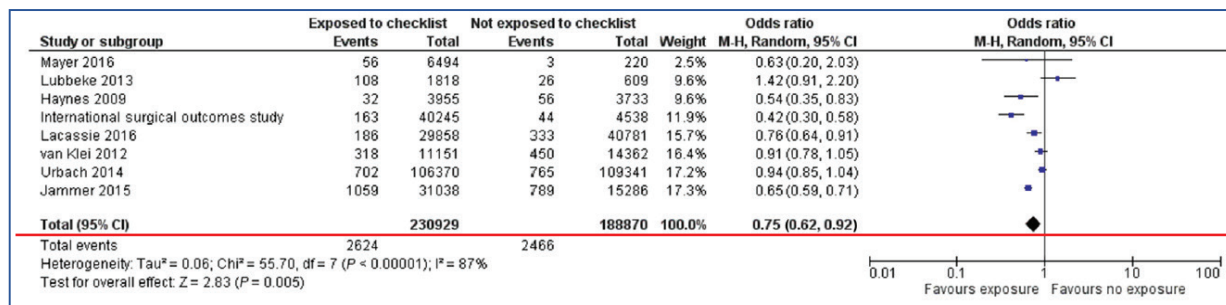 Exposed to checklist Not exposed to checklist Odds ratio Odds ratio
Study or subgroup Events Total Events Total Weight M-H, Random, 95% CI M-H, Random, 95% CI
Mayer 2016 56 6494 3 220 2.5% 0.63 (0.20, 2.03)
Lubbeke 2013 108 1818 26 609 9.6% 1.42 (0.91, 2.20)
Haynes 2009 32 3955 56 3733 9.6% 0.54 (0.35, 0.83)
International surgical outcomes study 163 40245 44 4538 11.9% 0.42 (0.30, 0.58)
Lacassie 2016 186 29858 333 40781 15.7% 0.76 (0.64, 0.91)
van Klei 2012 318 11151 450 14362 16.4% 0.91 (0.78, 1.05)
Urbach 2014 702 106370 765 109341 17.2% 0.94 (0.85, 1.04)
Jammer 2015 1059 31038 789 15286 17.3% 0.65 (0.59, 0.71)
Total (95% CI) 230929 188870 100.0% 0.75 (0.62, 0.92)
Total events 2624 2466
Heterogeneity: Tau² = 0.06; Chi² = 55.70, df = 7 (P < 0.00001); I² = 87%
Test for overall effect: Z = 2.83 (P = 0.005)
0.01 0.1 1 10 100
Favours exposure Favours no exposure